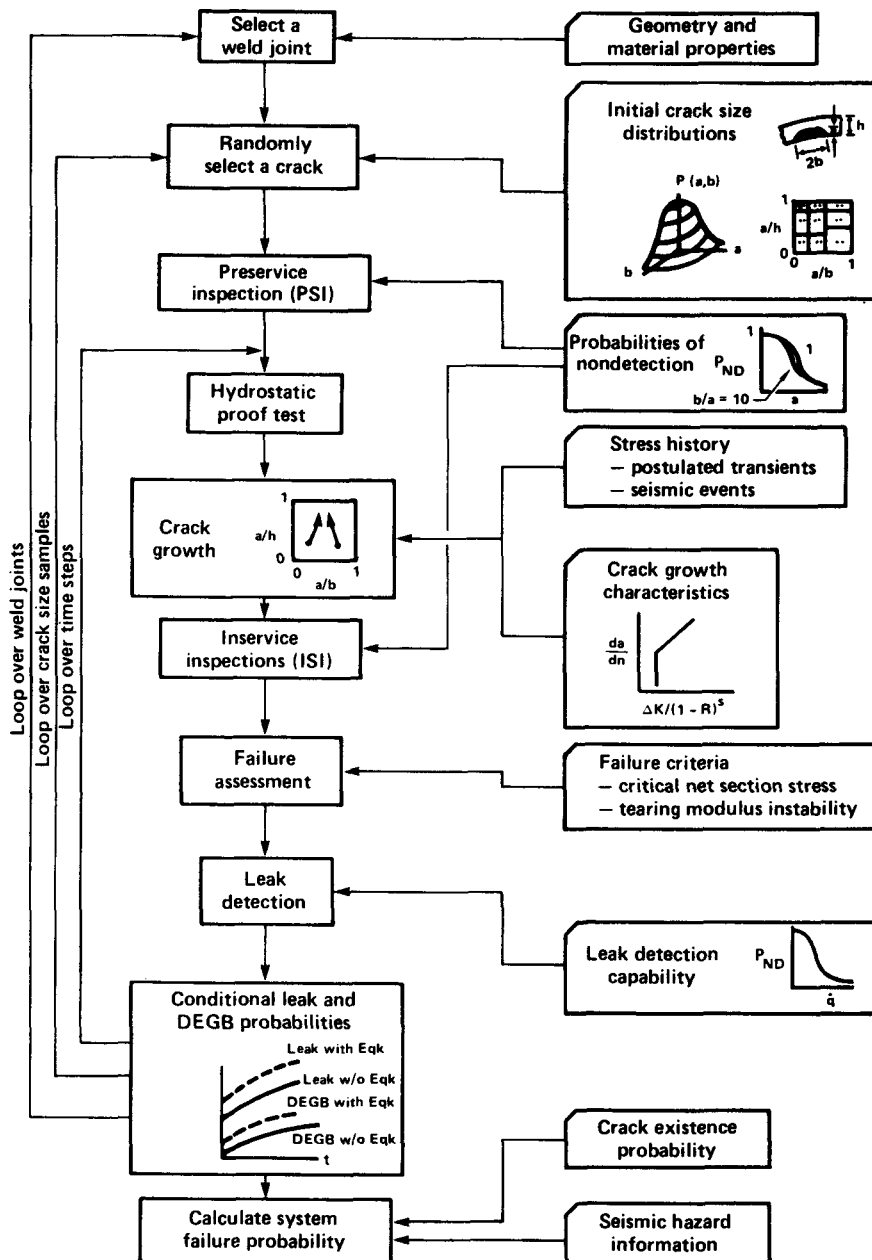 Select a
weld joint
Geometry and
material properties
Randomly
select a crack
Initial crack size
distributions
h
2b
P (a,b)
b
a
1
a/h
0
0
1
a/b
Preservice
inspection (PSI)
Probabilities of
nondetection
1
P_ND
1
b/a = 10
a
Hydrostatic
proof test
Stress history
– postulated transients
– seismic events
Crack
growth
1
a/h
0
0
1
a/b
Crack growth
characteristics
da
dn
ΔK/(1 - R)^s
Inservice
inspections (ISI)
Failure
assessment
Failure criteria
– critical net section stress
– tearing modulus instability
Leak
detection
Leak detection
capability
P_ND
q̇
Conditional leak and
DEGB probabilities
Leak with Eqk
Leak w/o Eqk
DEGB with Eqk
DEGB w/o Eqk
t
Crack existence
probability
Calculate system
failure probability
Seismic hazard
information
Loop over weld joints
Loop over crack size samples
Loop over time steps